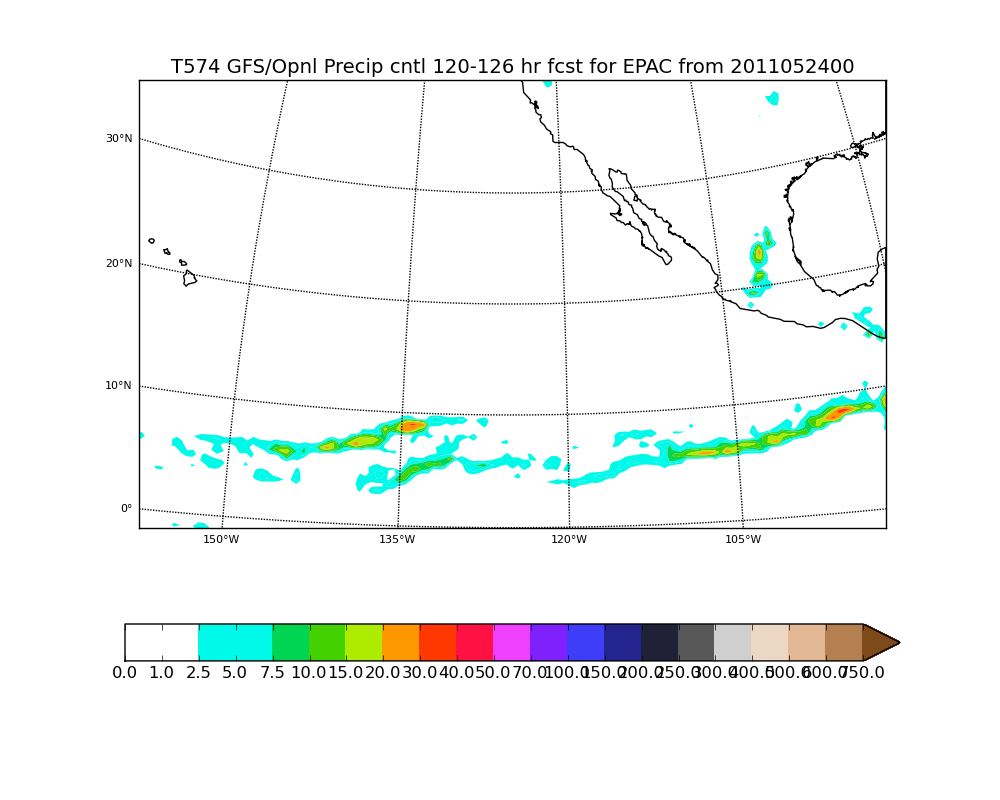 T574 GFS/Opnl Precip cntl 120-126 hr fcst for EPAC from 2011052400
30°N
20°N
10°N
0°
150°W 135°W 120°W 105°W
0.0 1.0 2.5 5.0 7.5 10.0 15.0 20.0 30.0 40.0 50.0 70.0 100.0 150.0 200.0 250.0 300.0 400.0 500.0 600.0 750.0